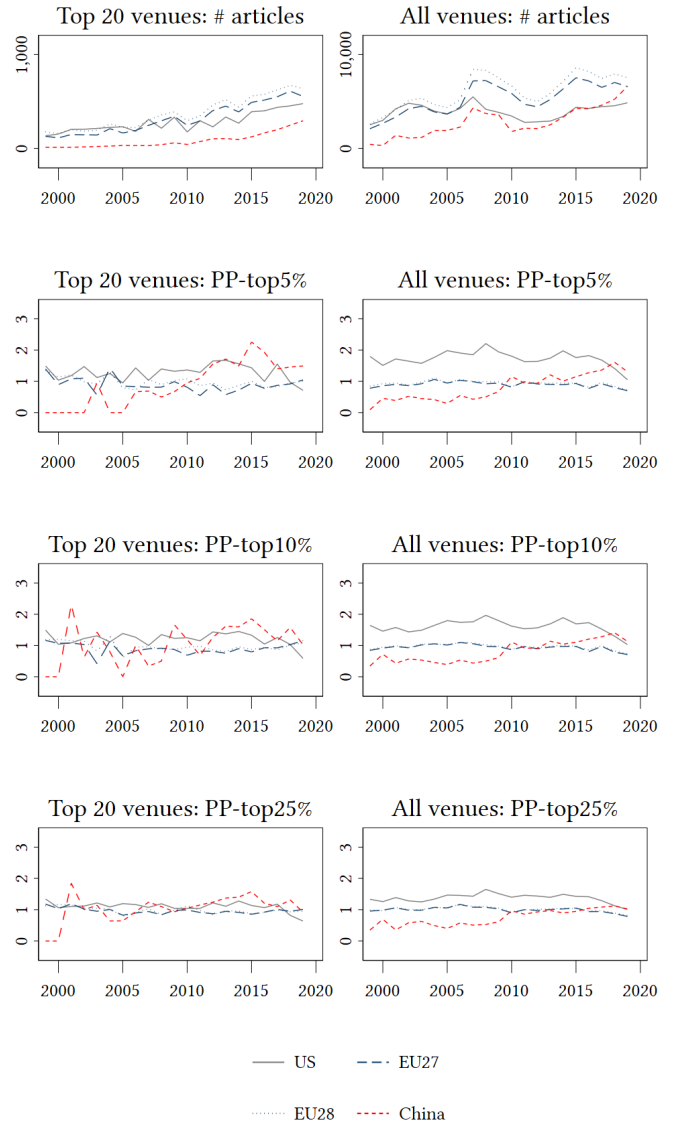 Top 20 venues: # articles
All venues: # articles
1,000
0
10,000
0
2000 2005 2010 2015 2020
2000 2005 2010 2015 2020
Top 20 venues: PP-top5%
All venues: PP-top5%
3
2
1
0
3
2
1
0
2000 2005 2010 2015 2020
2000 2005 2010 2015 2020
Top 20 venues: PP-top10%
All venues: PP-top10%
3
2
1
0
3
2
1
0
2000 2005 2010 2015 2020
2000 2005 2010 2015 2020
Top 20 venues: PP-top25%
All venues: PP-top25%
3
2
1
0
3
2
1
0
2000 2005 2010 2015 2020
2000 2005 2010 2015 2020
US
EU27
EU28
China